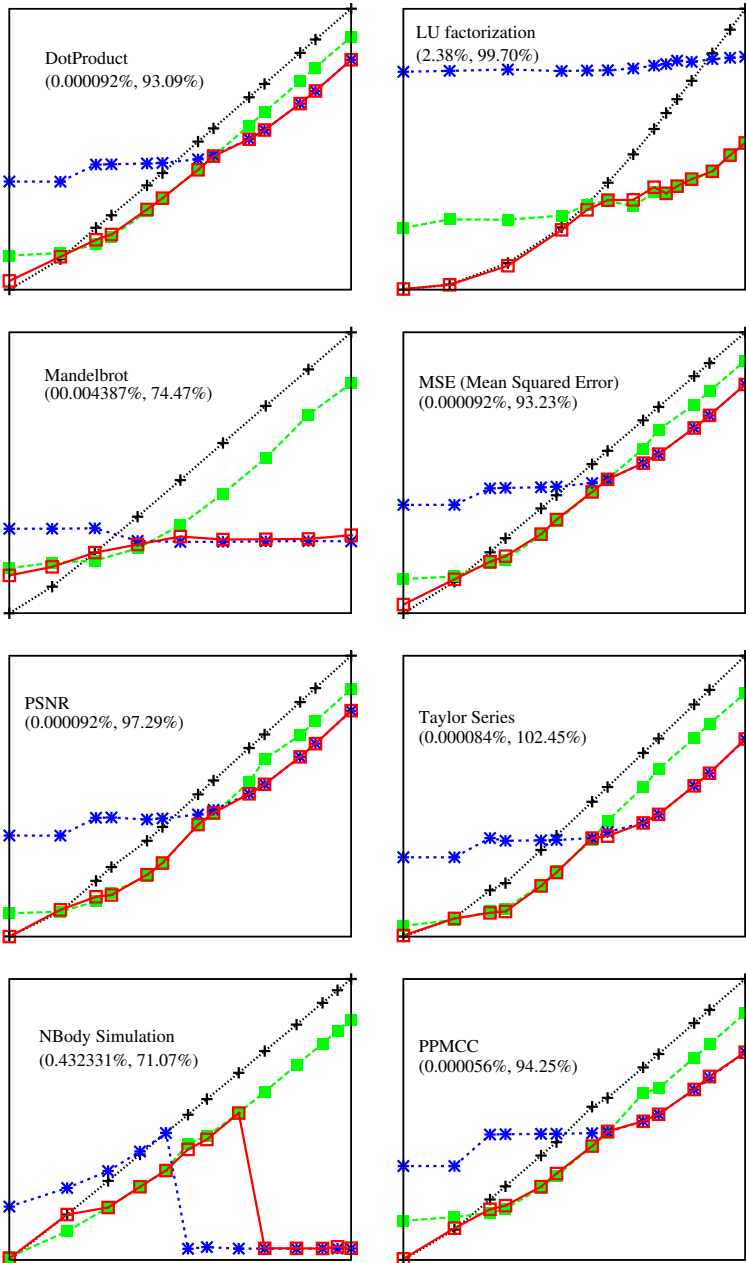 DotProduct
(0.000092%, 93.09%)
LU factorization
(2.38%, 99.70%)
Mandelbrot
(00.004387%, 74.47%)
MSE (Mean Squared Error)
(0.000092%, 93.23%)
PSNR
(0.000092%, 97.29%)
Taylor Series
(0.000084%, 102.45%)
NBody Simulation
(0.432331%, 71.07%)
PPMCC
(0.000056%, 94.25%)